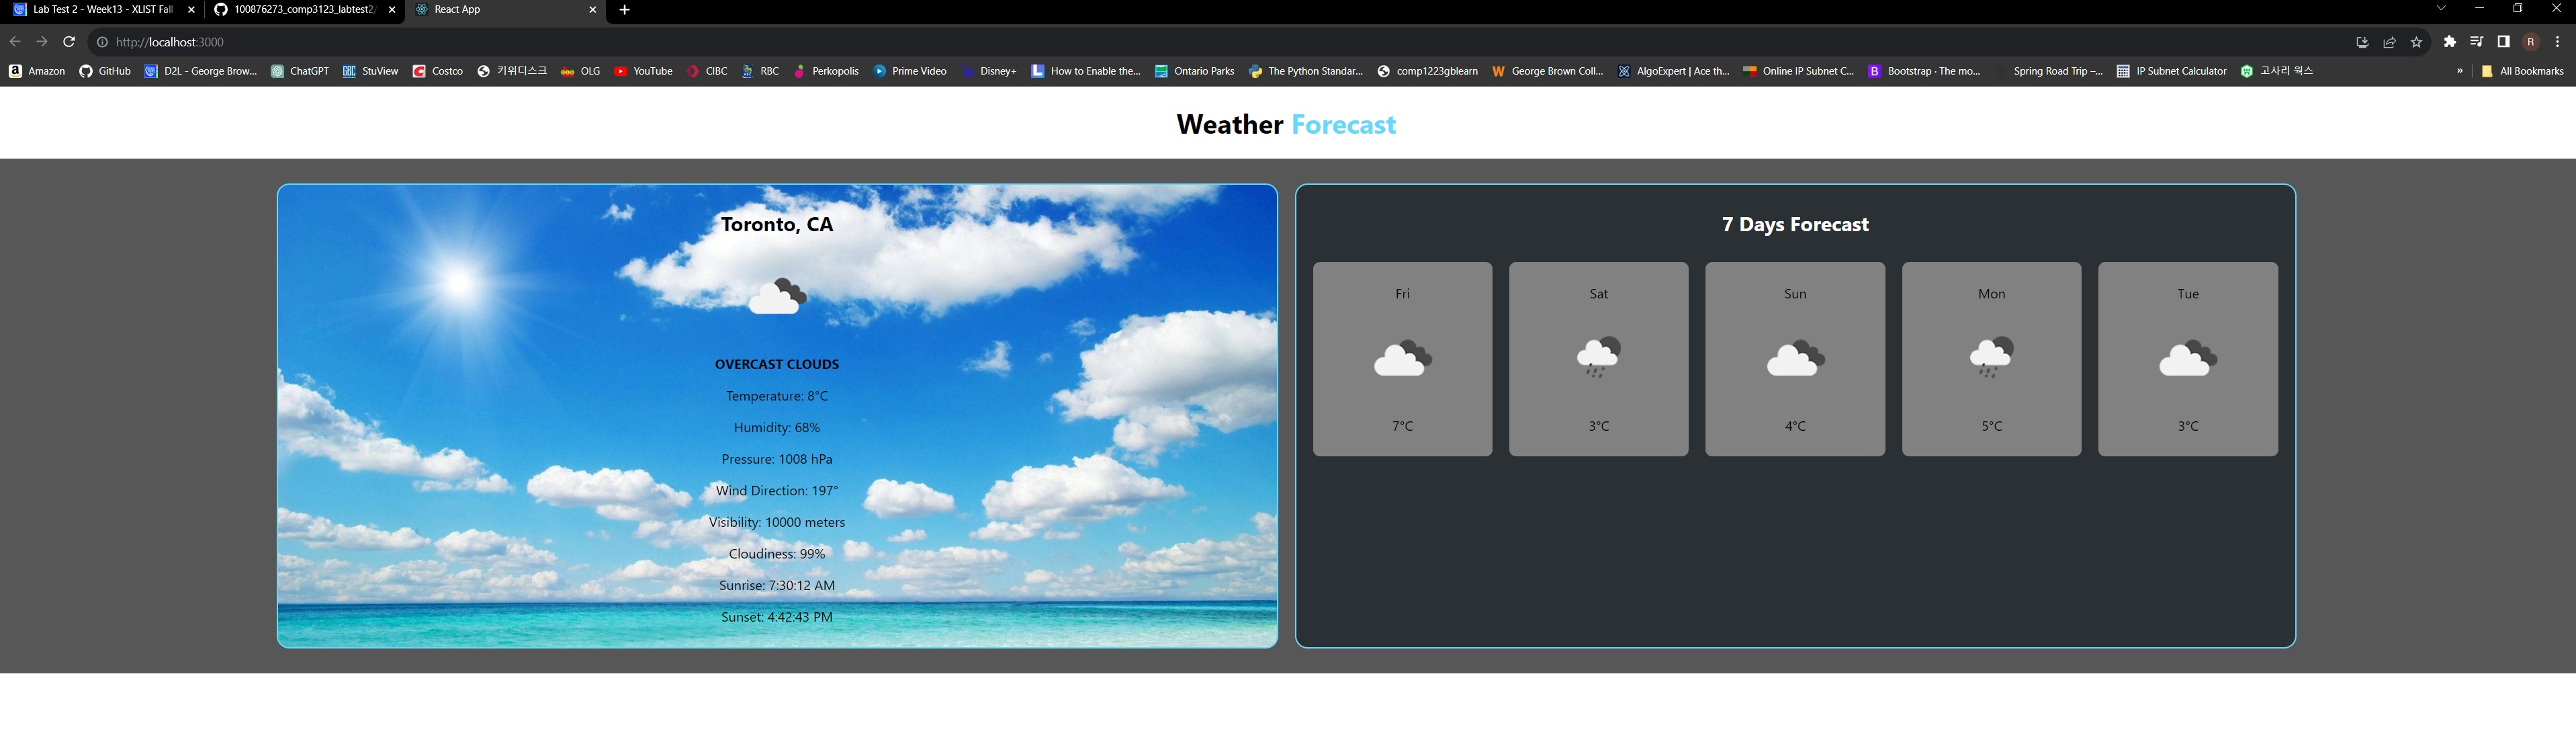 Lab Test 2 - Week13 - XLIST Fall
100876273_comp3123_labtest2/
React App
http://localhost:3000
Amazon
GitHub
D2L - George Brow...
ChatGPT
StuView
Costco
키위디스크
OLG
YouTube
CIBC
RBC
Perkopolis
Prime Video
Disney+
How to Enable the...
Ontario Parks
The Python Standar...
comp1223gblearn
George Brown Coll...
AlgoExpert | Ace th...
Online IP Subnet C...
Bootstrap · The mo...
Spring Road Trip –...
IP Subnet Calculator
고사리 웍스
»
All Bookmarks
Weather Forecast
Toronto, CA
OVERCAST CLOUDS
Temperature: 8°C
Humidity: 68%
Pressure: 1008 hPa
Wind Direction: 197°
Visibility: 10000 meters
Cloudiness: 99%
Sunrise: 7:30:12 AM
Sunset: 4:42:43 PM
7 Days Forecast
Fri
Sat
Sun
Mon
Tue
7°C
3°C
4°C
5°C
3°C